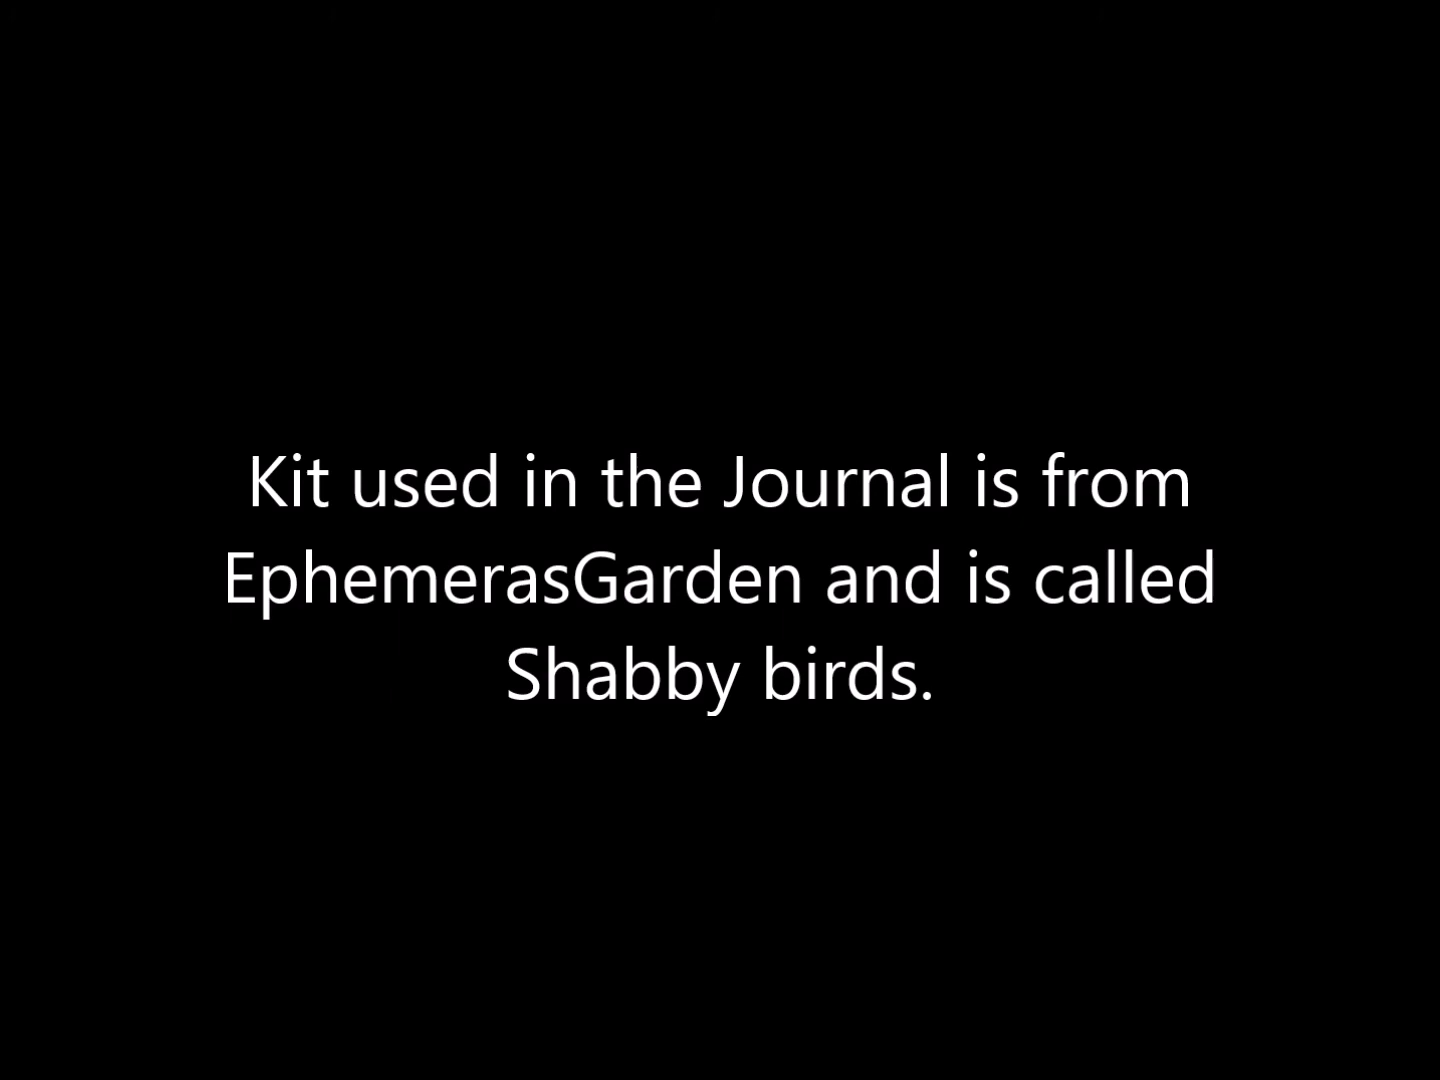 Kit used in the Journal is from
EphemerasGarden and is called
Shabby birds.